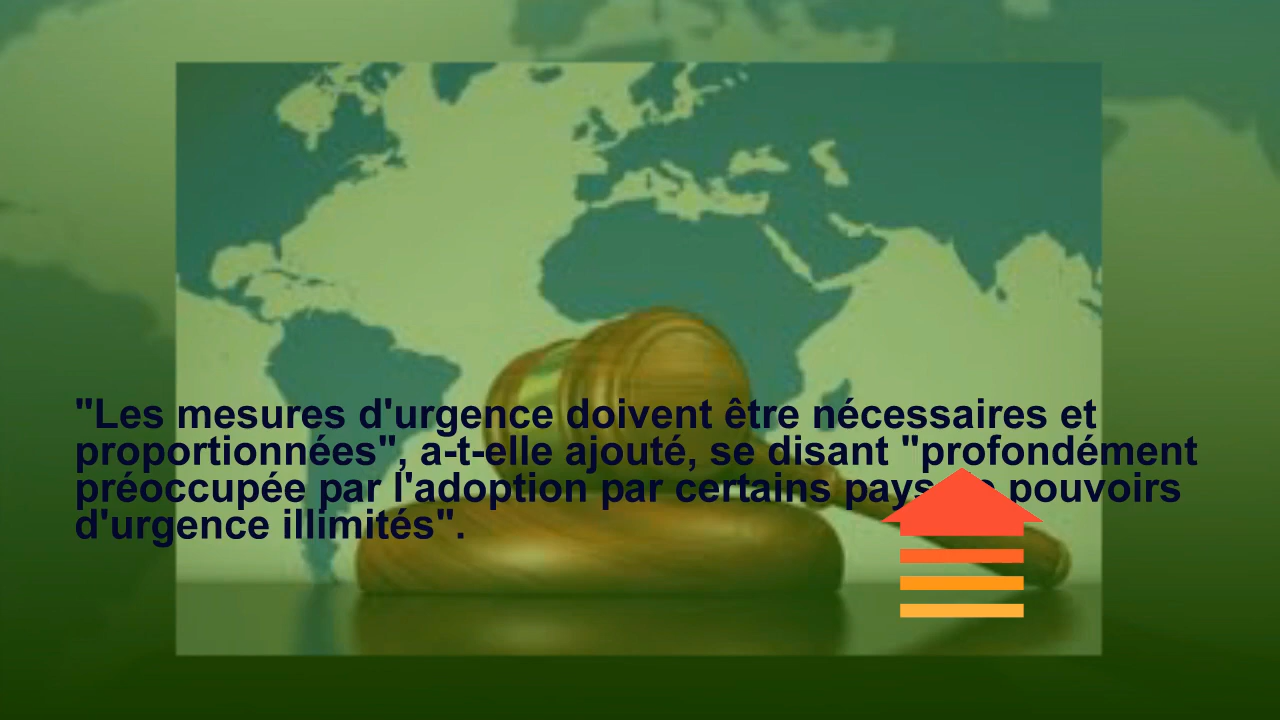 "Les mesures d'urgence doivent être nécessaires et
proportionnées", a-t-elle ajouté, se disant "profondément
préoccupée par l'adoption par certains pays pouvoirs
d'urgence illimités".